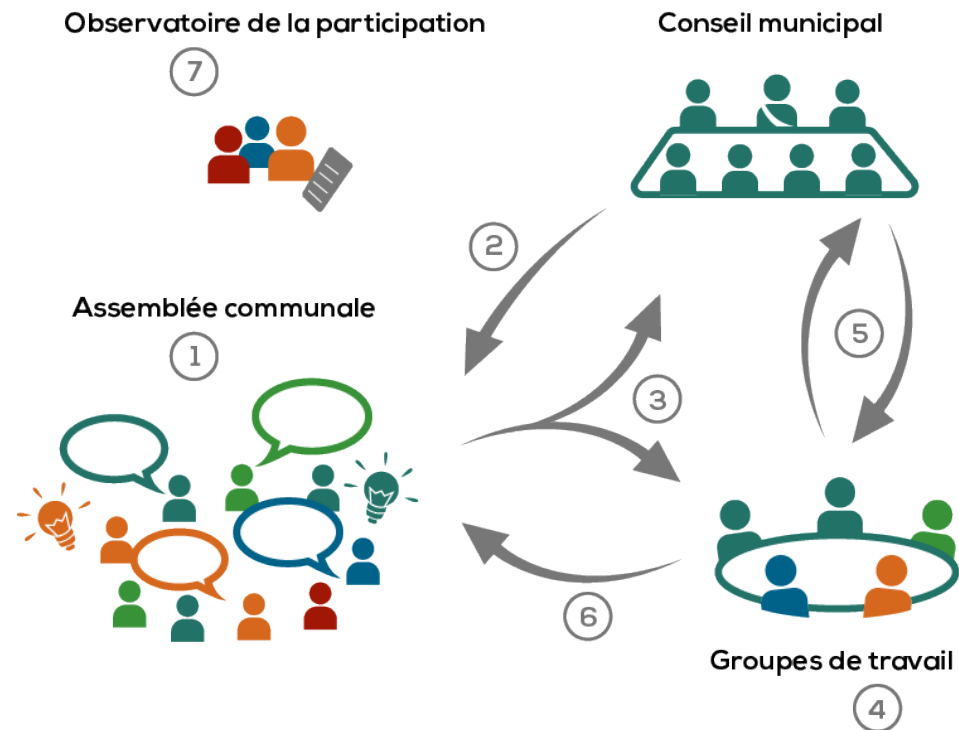 Observatoire de la participation
7
Conseil municipal
2
Assemblée communale
1
5
3
6
Groupes de travail
4